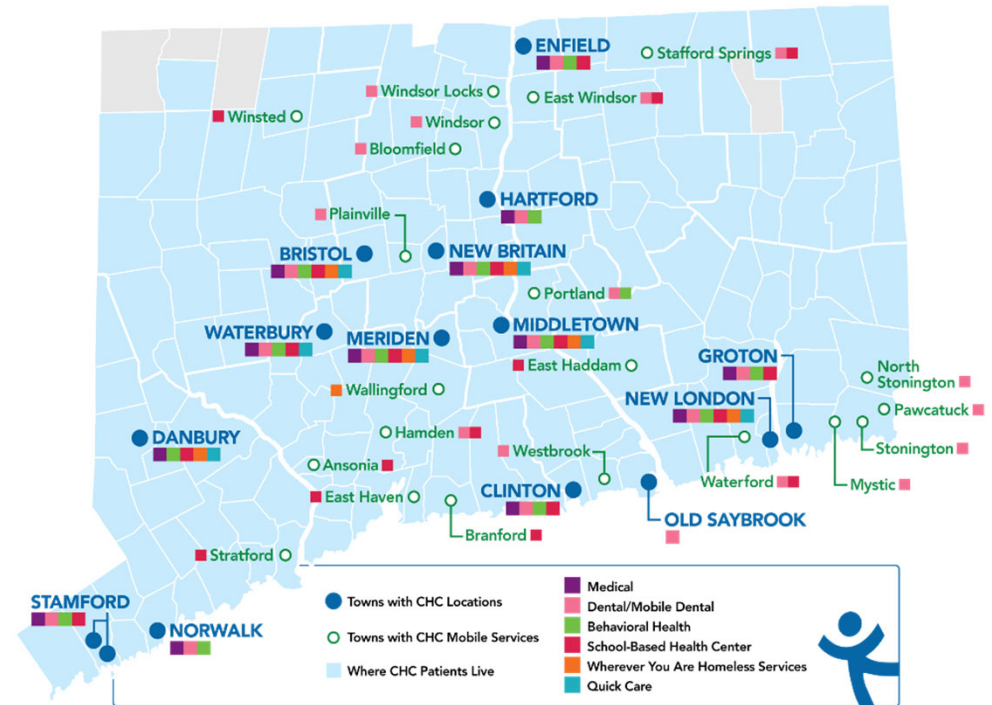 ENFIELD
Stafford Springs
Windsor Locks
East Windsor
Winsted
Windsor
Bloomfield
HARTFORD
Plainville
BRISTOL
NEW BRITAIN
Portland
WATERBURY
MERIDEN
MIDDLETOWN
GROTON
East Haddam
North
Stonington
Wallingford
NEW LONDON
Pawcatuck
Hamden
DANBURY
Westbrook
Stonington
Ansonia
Waterford
Mystic
East Haven
CLINTON
OLD SAYBROOK
Branford
Stratford
STAMFORD
NORWALK
Towns with CHC Locations
Towns with CHC Mobile Services
Where CHC Patients Live
Medical
Dental/Mobile Dental
Behavioral Health
School-Based Health Center
Wherever You Are Homeless Services
Quick Care